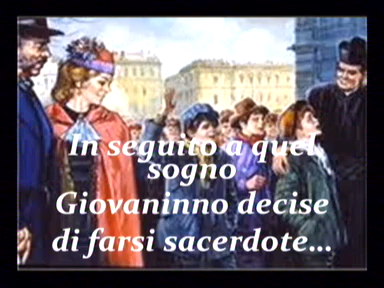 In seguito a quel
sogno
Giovaninno decise
di farsi sacerdote...